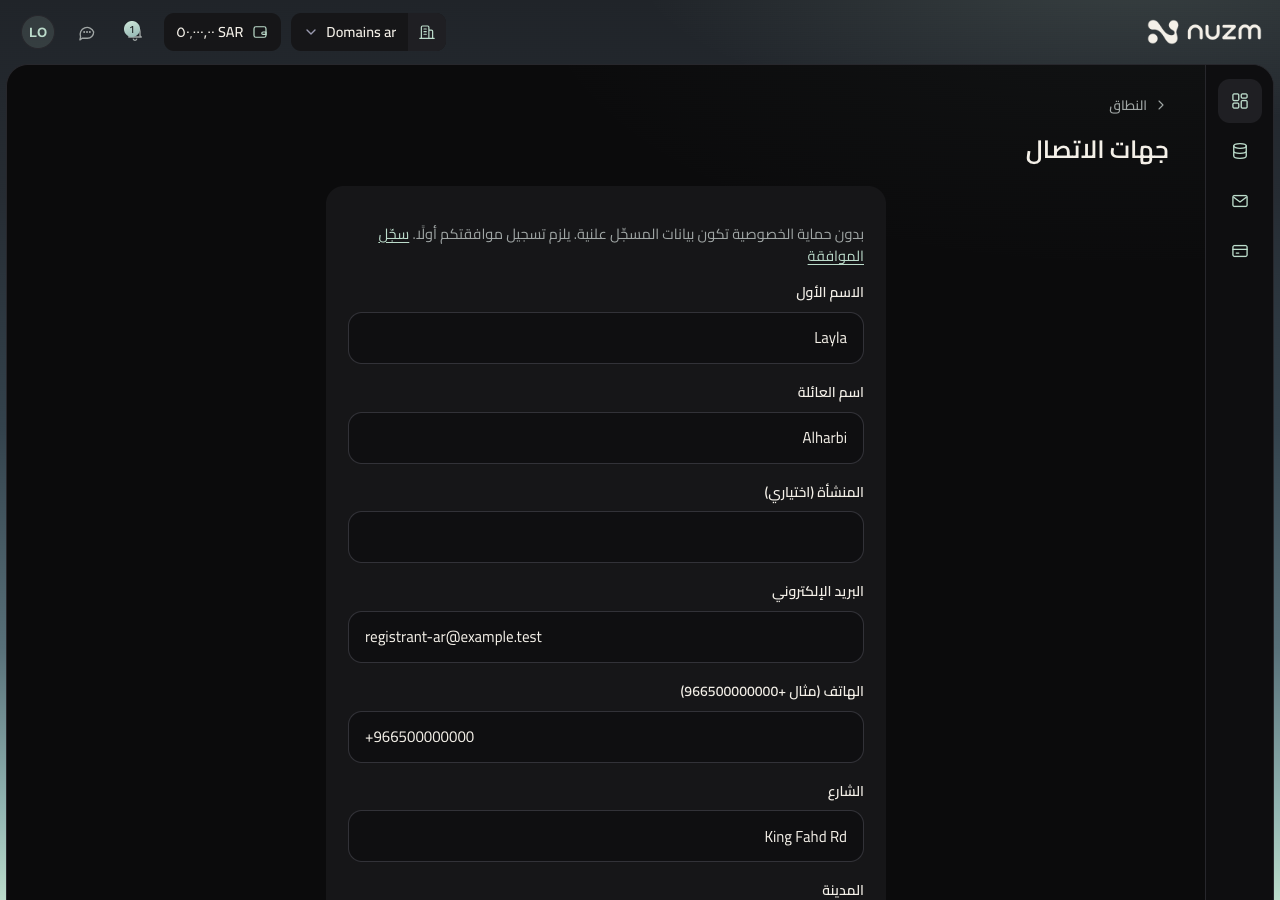 nuzm
Domains ar
٥٠,٠٠٠,٠٠ SAR
1
LO
النطاق
جهات الاتصال
بدون حماية الخصوصية تكون بيانات المسجّل علنية. يلزم تسجيل موافقتكم أولًا. سجّل
الموافقة
الاسم الأول
Layla
اسم العائلة
Alharbi
المنشأة (اختياري)
البريد الإلكتروني
registrant-ar@example.test
الهاتف (مثال +966500000000)
+966500000000
الشارع
King Fahd Rd
المدينة